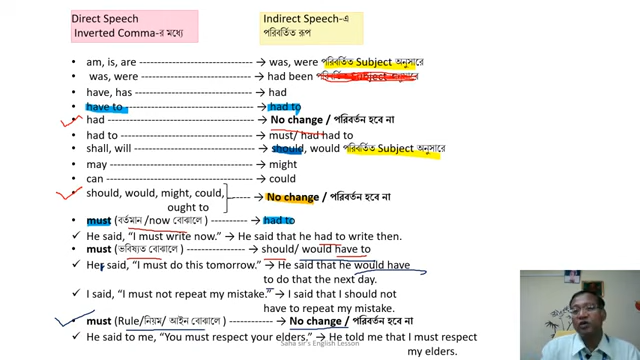 Direct Speech
Inverted Comma-র মধ্যে
Indirect Speech-এ
পরিবর্তিত রূপ
• am, is, are ----------------------------------→ was, were পরিবর্তিত Subject অনুসারে
• was, were ----------------------------------→ had been
• have, has ----------------------------------→ had
• have to ----------------------------------→ had to
• had ----------------------------------→ No change / পরিবর্তন হবে না
• had to ----------------------------------→ must/ had had to
• shall, will ----------------------------------→ should, would পরিবর্তিত Subject অনুসারে
• may ----------------------------------→ might
• can ----------------------------------→ could
• should, would, might, could,
ought to
→ No change / পরিবর্তন হবে না
• must (বর্তমান /now বোঝালে) ----------→ had to
✓ He said, “I must write now.” → He said that he had to write then.
• must (ভবিষ্যত বোঝালে) ----------------→ should/ would have to
✓ He said, “I must do this tomorrow.” → He said that he would have
to do that the next day.
✓ I said, “I must not repeat my mistake.” → I said that I should not
have to repeat my mistake.
• must (Rule/নিয়ম/ আইন বোঝালে) ----------→ No change / পরিবর্তন হবে না
✓ He said to me, “You must respect your elders.” → He told me that I must respect
my elders.
Saha sir's English Lesson